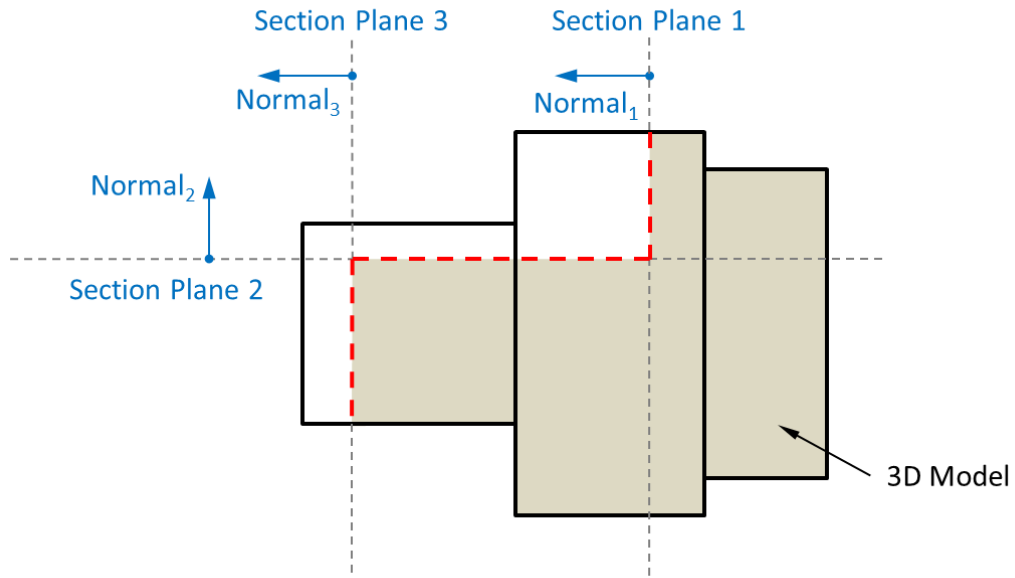 Section Plane 3
Section Plane 1
Normal₃
Normal₁
Normal₂
Section Plane 2
3D Model